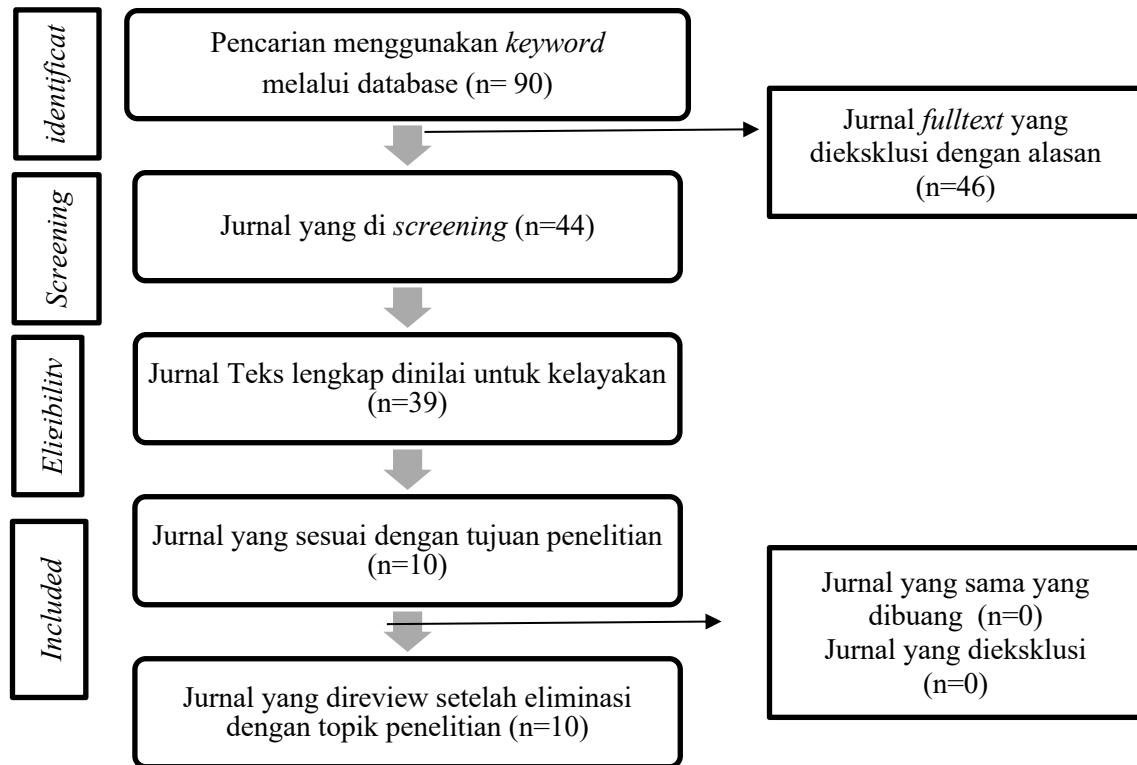 identificat
Pencarian menggunakan keyword
melalui database (n= 90)
Jurnal fulltext yang
dieksklusi dengan alasan
(n=46)
Screening
Jurnal yang di screening (n=44)
Eligibility
Jurnal Teks lengkap dinilai untuk kelayakan
(n=39)
Included
Jurnal yang sesuai dengan tujuan penelitian
(n=10)
Jurnal yang sama yang
dibuang (n=0)
Jurnal yang dieksklusi
(n=0)
Jurnal yang direview setelah eliminasi
dengan topik penelitian (n=10)